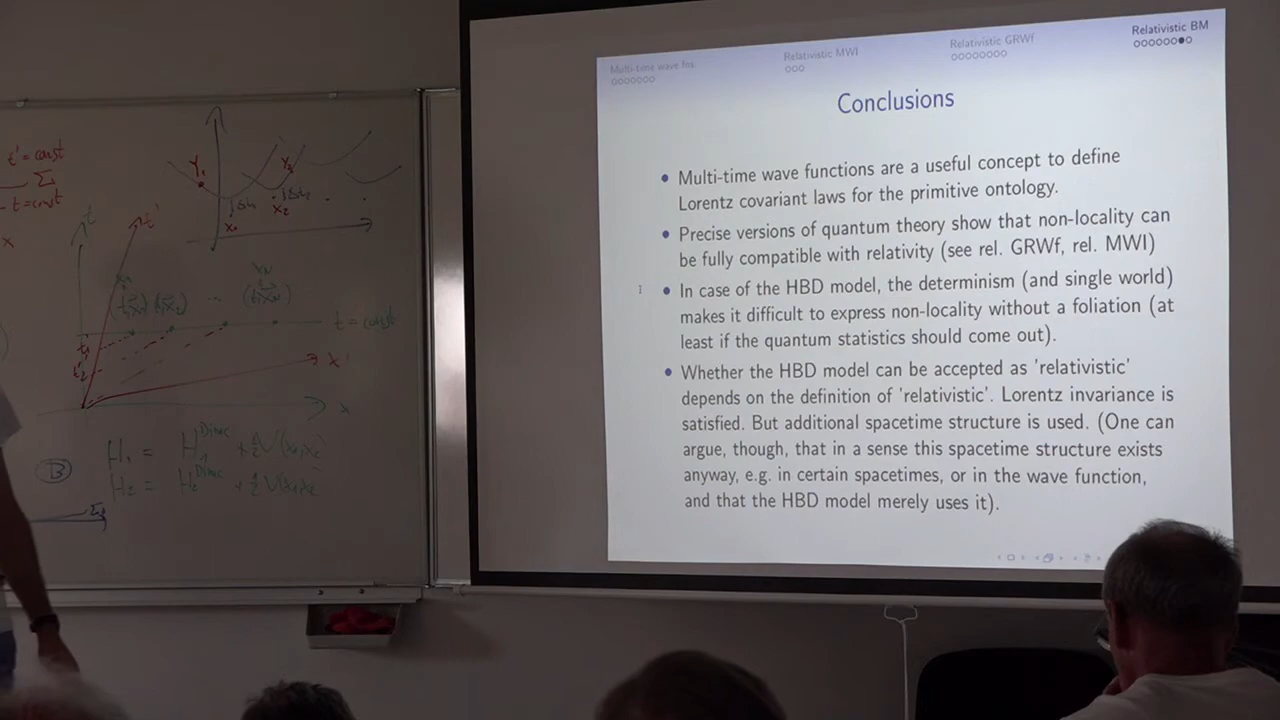 Multi-time wave fns.
Relativistic MWI
Relativistic GRWf
Relativistic BM
Conclusions
Multi-time wave functions are a useful concept to define
Lorentz covariant laws for the primitive ontology.
Precise versions of quantum theory show that non-locality can
be fully compatible with relativity (see rel. GRWf, rel. MWI)
In case of the HBD model, the determinism (and single world)
makes it difficult to express non-locality without a foliation (at
least if the quantum statistics should come out).
Whether the HBD model can be accepted as 'relativistic'
depends on the definition of 'relativistic'. Lorentz invariance is
satisfied. But additional spacetime structure is used. (One can
argue, though, that in a sense this spacetime structure exists
anyway, e.g. in certain spacetimes, or in the wave function,
and that the HBD model merely uses it).
t' = const
Σ
t = const
x
Y₁
Y₂
x₁
x₂
t
t'
t = const
x'
x
B
H₁ =
H₂ =